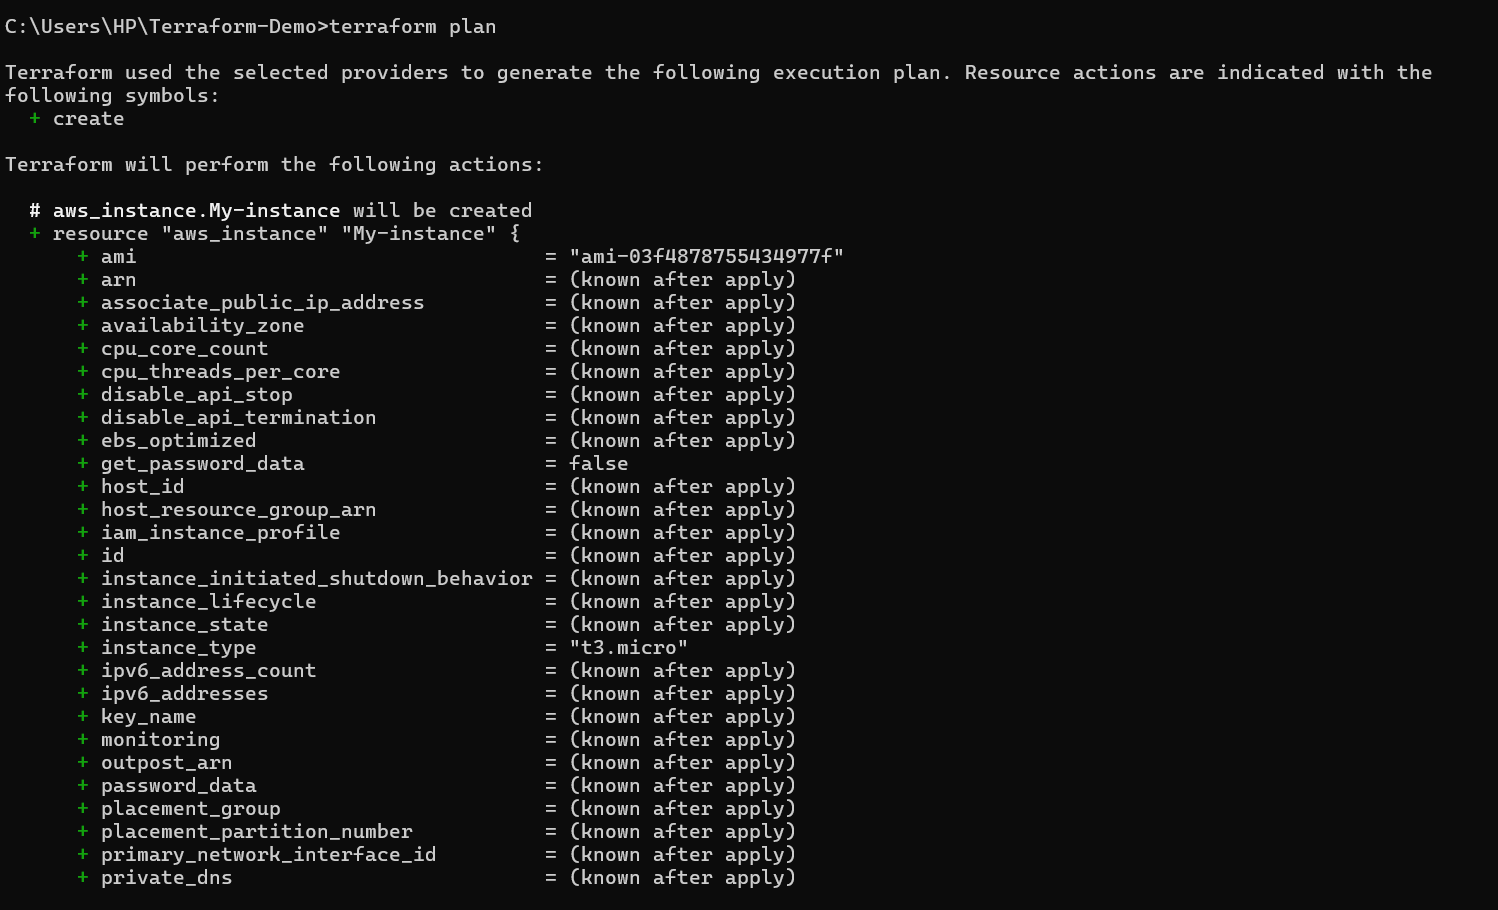 C:\Users\HP\Terraform-Demo>terraform plan
Terraform used the selected providers to generate the following execution plan. Resource actions are indicated with the
following symbols:
+ create
Terraform will perform the following actions:
# aws_instance.My-instance will be created
+ resource "aws_instance" "My-instance" {
+ ami = "ami-03f4878755434977f"
+ arn = (known after apply)
+ associate_public_ip_address = (known after apply)
+ availability_zone = (known after apply)
+ cpu_core_count = (known after apply)
+ cpu_threads_per_core = (known after apply)
+ disable_api_stop = (known after apply)
+ disable_api_termination = (known after apply)
+ ebs_optimized = (known after apply)
+ get_password_data = false
+ host_id = (known after apply)
+ host_resource_group_arn = (known after apply)
+ iam_instance_profile = (known after apply)
+ id = (known after apply)
+ instance_initiated_shutdown_behavior = (known after apply)
+ instance_lifecycle = (known after apply)
+ instance_state = (known after apply)
+ instance_type = "t3.micro"
+ ipv6_address_count = (known after apply)
+ ipv6_addresses = (known after apply)
+ key_name = (known after apply)
+ monitoring = (known after apply)
+ outpost_arn = (known after apply)
+ password_data = (known after apply)
+ placement_group = (known after apply)
+ placement_partition_number = (known after apply)
+ primary_network_interface_id = (known after apply)
+ private_dns = (known after apply)